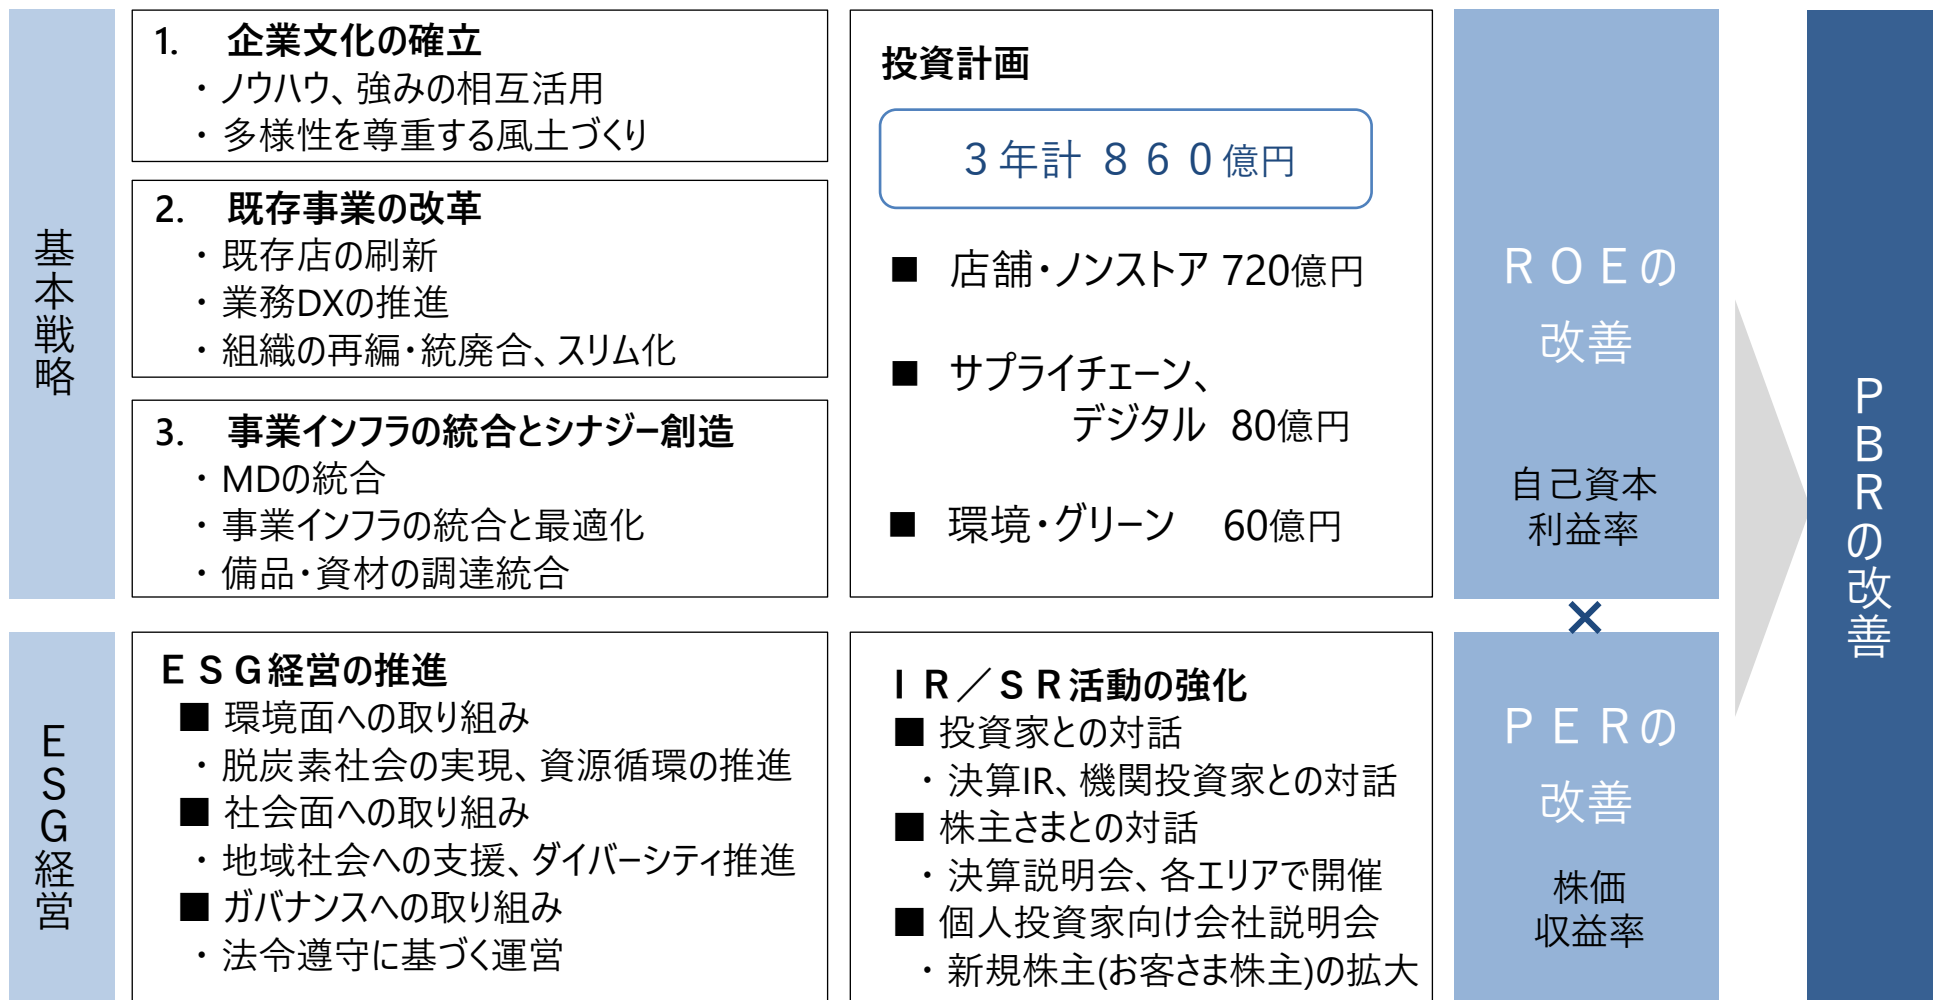 基本戦略
1. 企業文化の確立
・ノウハウ、強みの相互活用
・多様性を尊重する風土づくり
2. 既存事業の改革
・既存店の刷新
・業務DXの推進
・組織の再編・統廃合、スリム化
3. 事業インフラの統合とシナジー創造
・MDの統合
・事業インフラの統合と最適化
・備品・資材の調達統合
投資計画
３年計 ８６０億円
■ 店舗・ノンストア 720億円
■ サプライチェーン、
デジタル 80億円
■ 環境・グリーン 60億円
ＲＯＥの
改善
自己資本
利益率
×
ＥＳＧ経営
ＥＳＧ経営の推進
■ 環境面への取り組み
・脱炭素社会の実現、資源循環の推進
■ 社会面への取り組み
・地域社会への支援、ダイバーシティ推進
■ ガバナンスへの取り組み
・法令遵守に基づく運営
ＩＲ／ＳＲ活動の強化
■ 投資家との対話
・決算IR、機関投資家との対話
■ 株主さまとの対話
・決算説明会、各エリアで開催
■ 個人投資家向け会社説明会
・新規株主(お客さま株主)の拡大
ＰＥＲの
改善
株価
収益率
ＰＢＲの改善